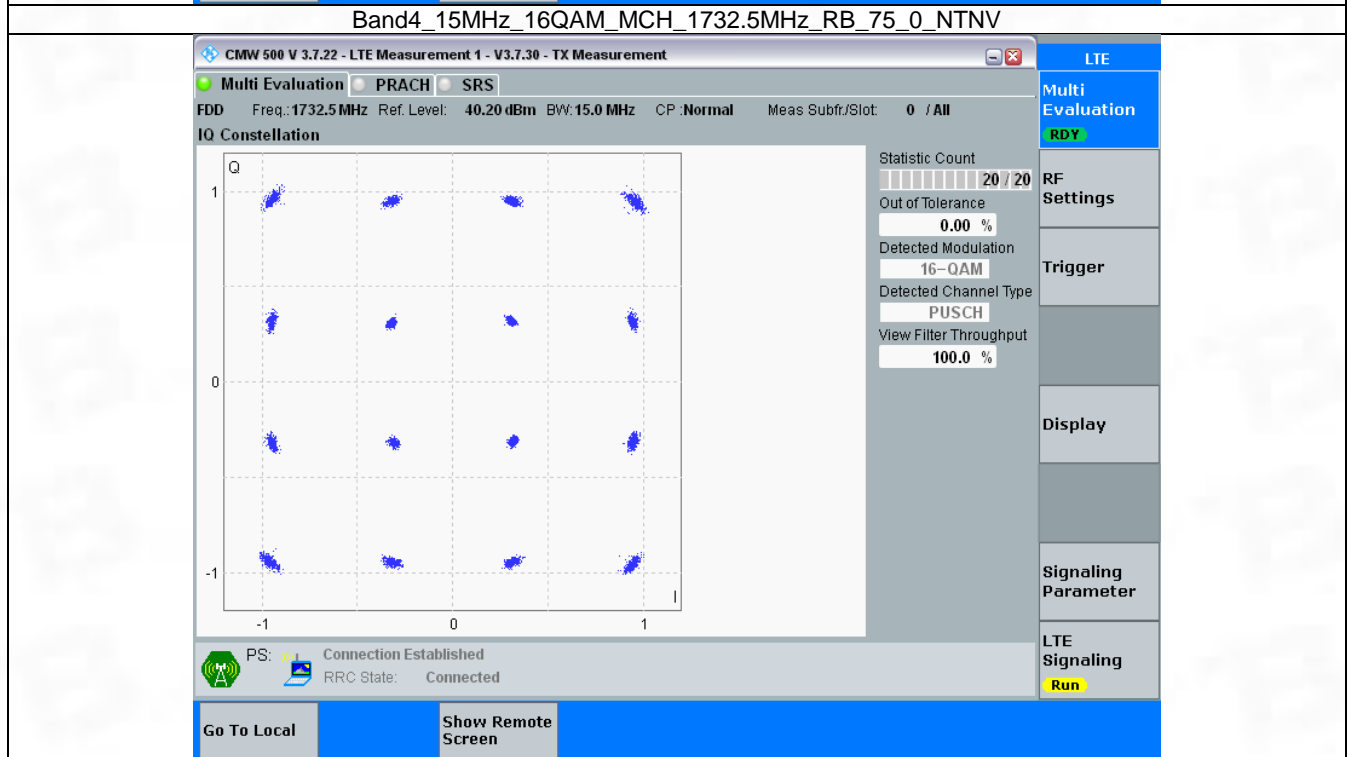 Band4_15MHz_16QAM_MCH_1732.5MHz_RB_75_0_NTNV
CMW 500 V 3.7.22 - LTE Measurement 1 - V3.7.30 - TX Measurement
LTE
Multi Evaluation PRACH SRS
FDD Freq.:1732.5 MHz Ref. Level: 40.20 dBm BW:15.0 MHz CP :Normal Meas Subfr./Slot: 0 / All
IQ Constellation
Q
1
0
-1
I
-1 0 1
Statistic Count
20 / 20
Out of Tolerance
0.00 %
Detected Modulation
16-QAM
Detected Channel Type
PUSCH
View Filter Throughput
100.0 %
Multi
Evaluation
RDY
RF
Settings
Trigger
Display
Signaling
Parameter
LTE
Signaling
Run
PS: Connection Established
RRC State: Connected
Go To Local
Show Remote
Screen